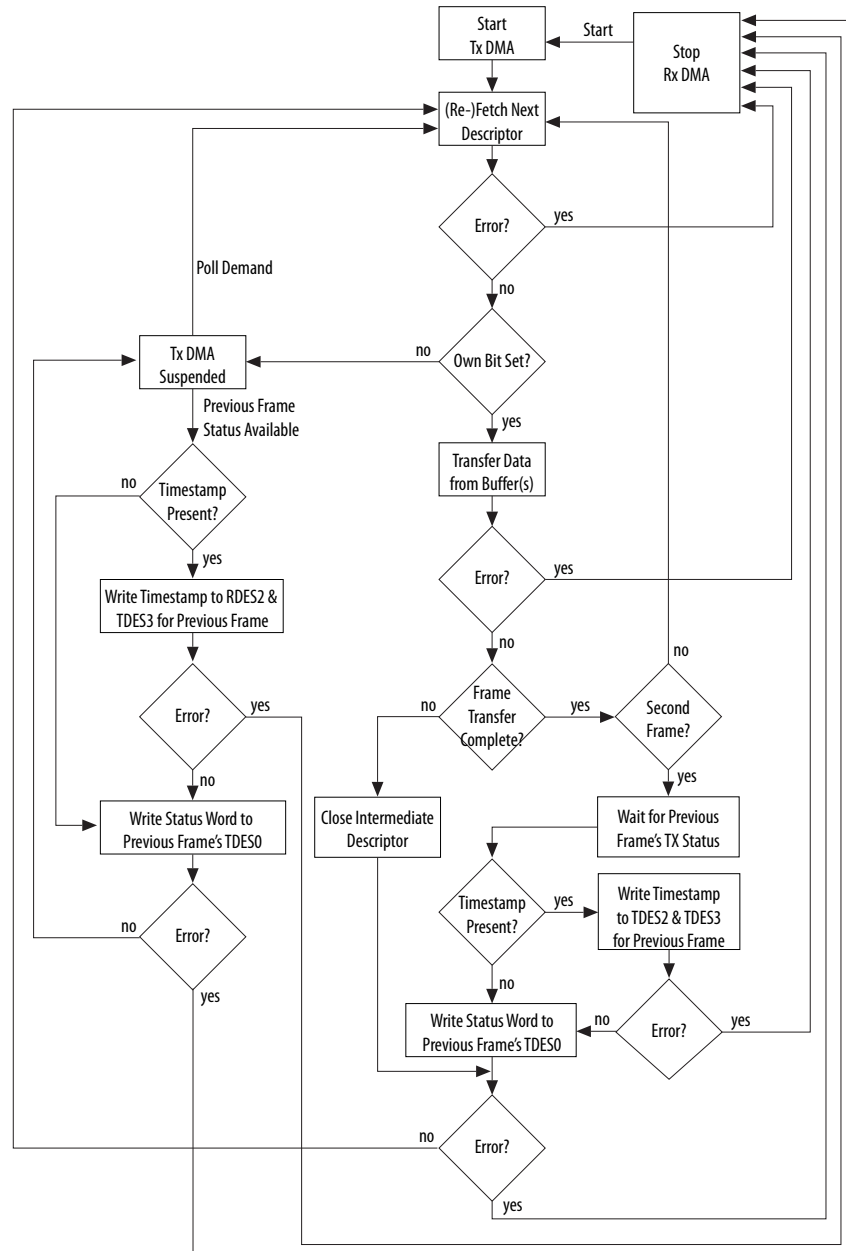 Start
Tx DMA
Start
Stop
Rx DMA
(Re-)Fetch Next
Descriptor
Error?
yes
no
Poll Demand
Own Bit Set?
no
yes
Tx DMA
Suspended
Previous Frame
Status Available
Transfer Data
from Buffer(s)
no
Timestamp
Present?
yes
Error?
yes
no
Write Timestamp to RDES2 &
TDES3 for Previous Frame
no
Frame
Transfer
Complete?
yes
no
Second
Frame?
yes
Error?
yes
no
Write Status Word to
Previous Frame's TDES0
Close Intermediate
Descriptor
Wait for Previous
Frame's TX Status
no
Error?
yes
Timestamp
Present?
yes
no
Write Timestamp
to TDES2 & TDES3
for Previous Frame
Write Status Word to
Previous Frame's TDES0
no
Error?
yes
no
Error?
yes